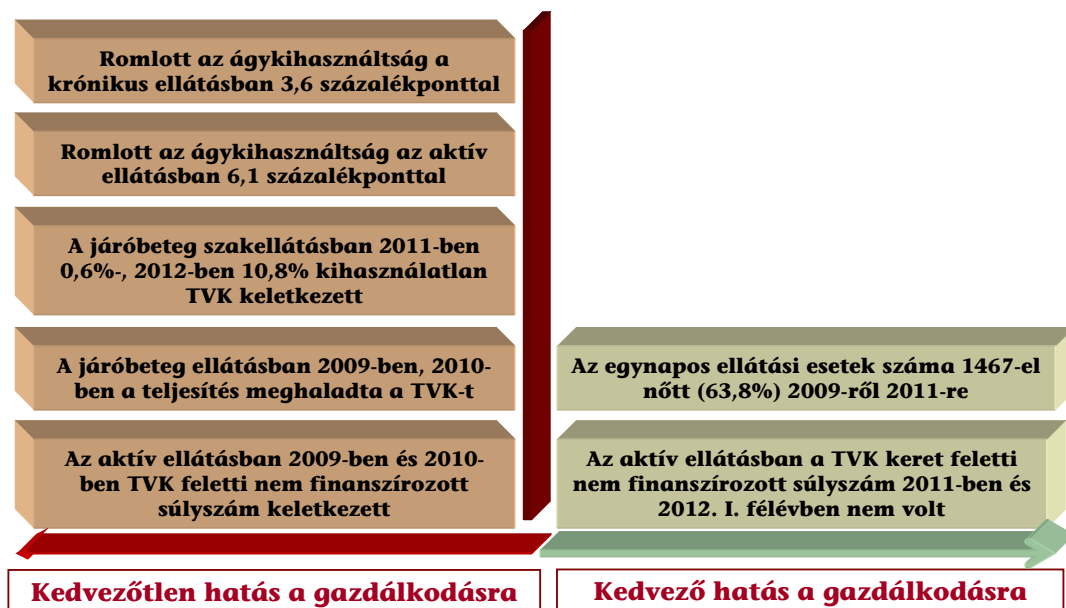 Romlott az ágykihasználtság a
krónikus ellátásban 3,6 százalékponttal
Romlott az ágykihasználtság az aktív
ellátásban 6,1 százalékponttal
A járóbeteg szakellátásban 2011-ben
0,6%-, 2012-ben 10,8% kihasználatlan
TVK keletkezett
A járóbeteg ellátásban 2009-ben, 2010-
ben a teljesítés meghaladta a TVK-t
Az aktív ellátásban 2009-ben és 2010-
ben TVK feletti nem finanszírozott
súlyszám keletkezett
Kedvezőtlen hatás a gazdálkodásra
Az egynapos ellátási esetek száma 1467-el
nőtt (63,8%) 2009-ről 2011-re
Az aktív ellátásban a TVK keret feletti
nem finanszírozott súlyszám 2011-ben és
2012. I. félévben nem volt
Kedvező hatás a gazdálkodásra